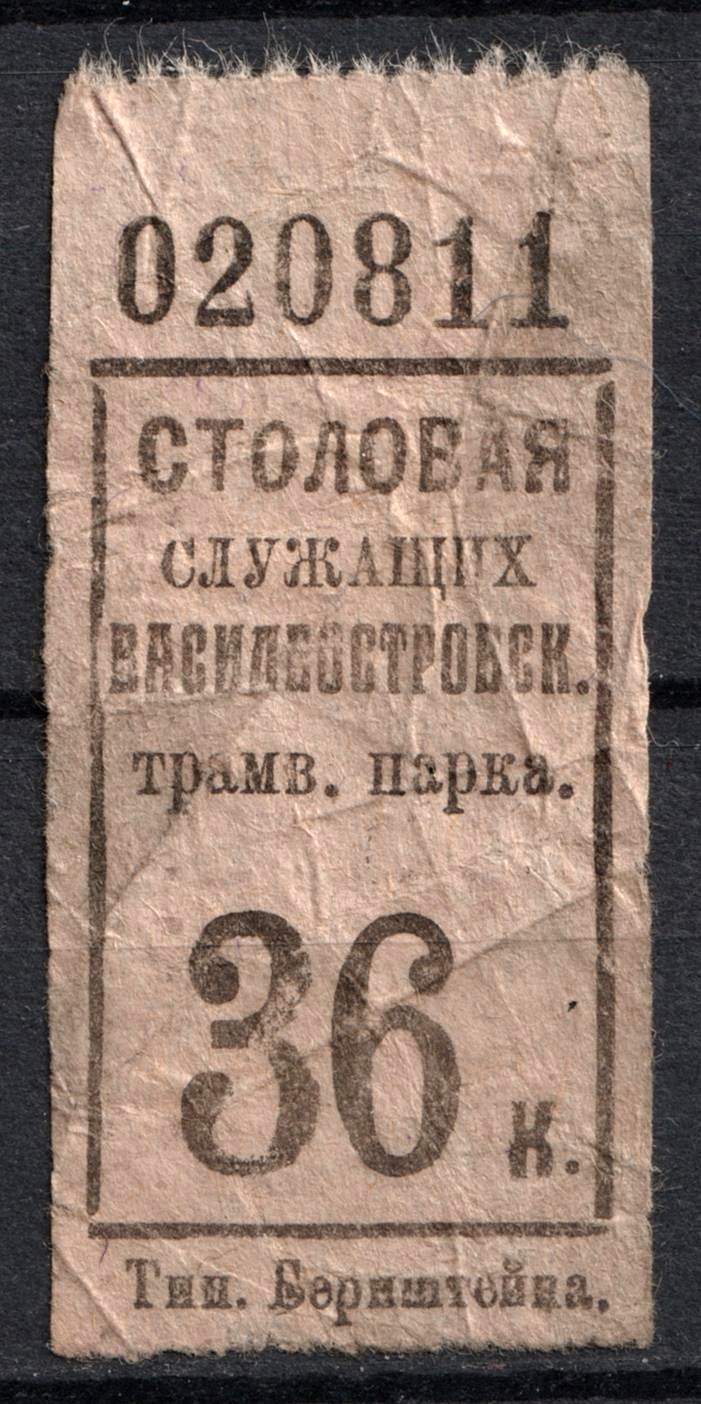 020811
СТОЛОВАЯ
СЛУЖАЩИХ
ВАСИЛЕОСТРОВСК.
трамв. парка.
36 к.
Тип. Бернштейна.